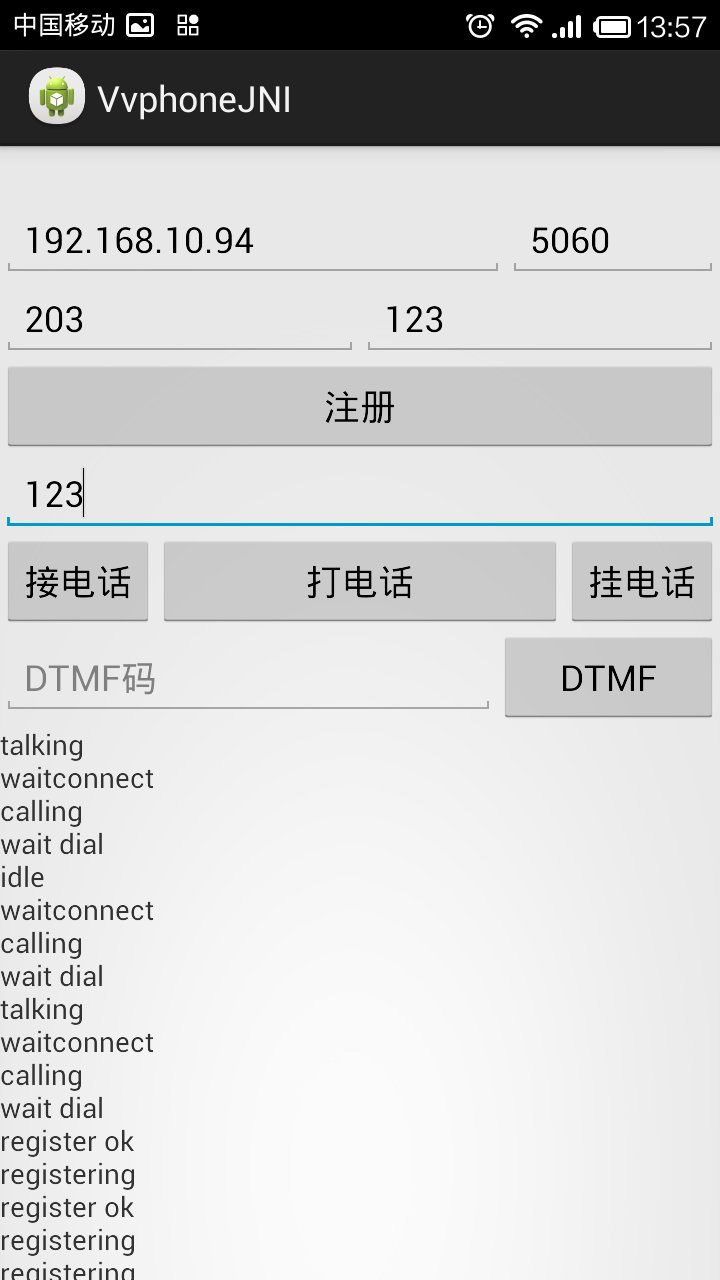 中国移动 13:57
VvphoneJNI
192.168.10.94 5060
203 123
注册
123
接电话 打电话 挂电话
DTMF码 DTMF
talking
waitconnect
calling
wait dial
idle
waitconnect
calling
wait dial
talking
waitconnect
calling
wait dial
register ok
registering
register ok
registering
registering